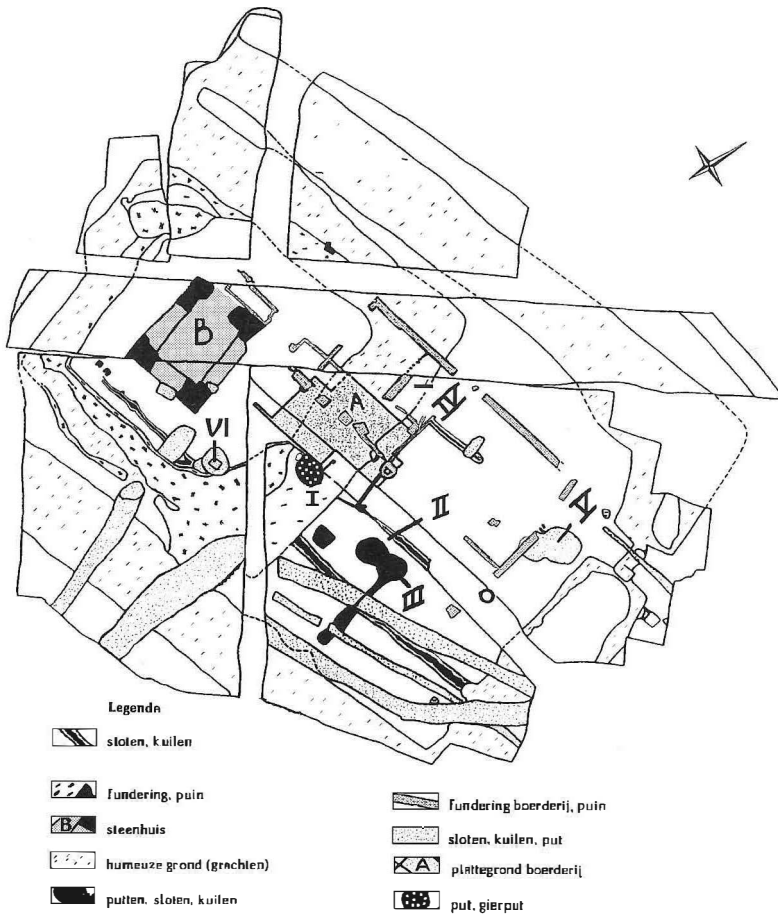 B
A
IV
VI
I
II
V
III
Legenda
sloten, kuilen
fundering, puin
B steenhuis
humeuze grond (grachten)
putten, sloten, kuilen
fundering boerderij, puin
sloten, kuilen, put
A plattegrond boerderij
put, gierput